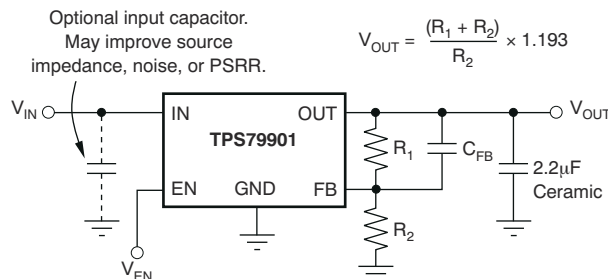 Optional input capacitor.
May improve source
impedance, noise, or PSRR.
V_OUT = (R_1 + R_2) / R_2 × 1.193
V_IN
IN
OUT
V_OUT
TPS79901
R_1
C_FB
2.2μF
Ceramic
EN
GND
FB
R_2
V_EN